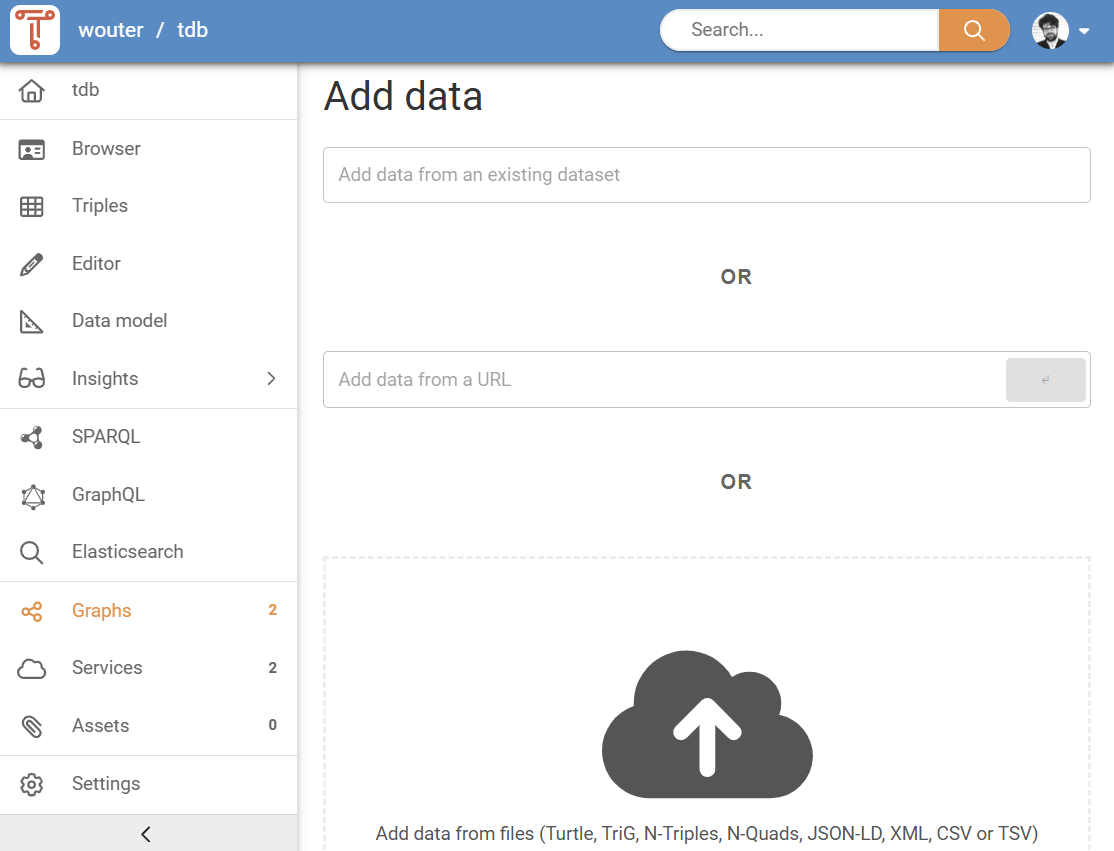 wouter / tdb
Search...
tdb
Browser
Triples
Editor
Data model
Insights
SPARQL
GraphQL
Elasticsearch
Graphs 2
Services 2
Assets 0
Settings
Add data
Add data from an existing dataset
OR
Add data from a URL
OR
Add data from files (Turtle, TriG, N-Triples, N-Quads, JSON-LD, XML, CSV or TSV)